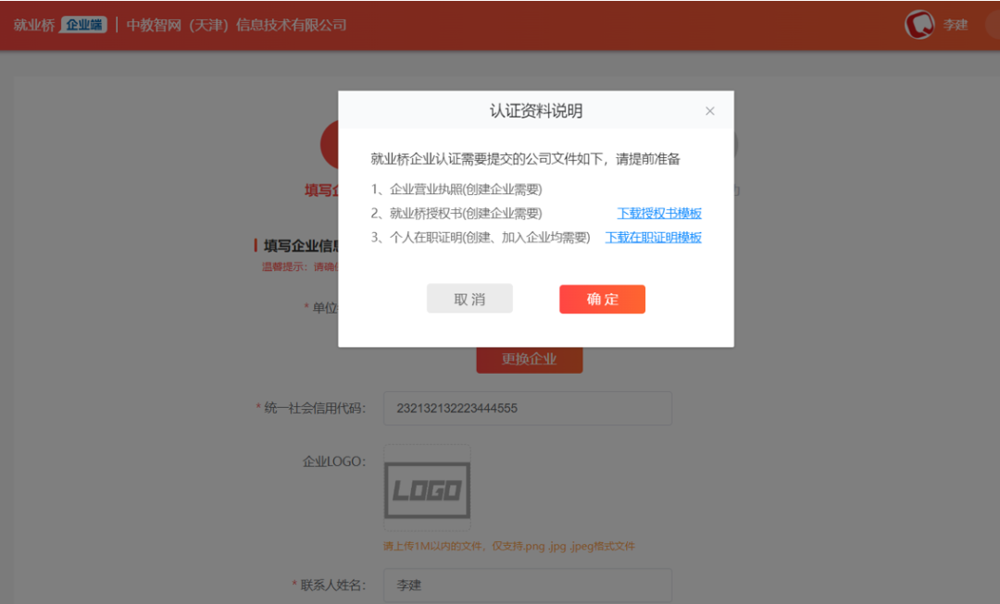 就业桥 企业端 | 中教智网（天津）信息技术有限公司
李建
认证资料说明
就业桥企业认证需要提交的公司文件如下，请提前准备
1、企业营业执照(创建企业需要)
2、就业桥授权书(创建企业需要) 下载授权书模板
3、个人在职证明(创建、加入企业均需要) 下载在职证明模板
取消 确定
填写企
填写企业信息
温馨提示：请确
* 单位
更换企业
* 统一社会信用代码： 232132132223444555
企业LOGO：
LOGO
请上传1M以内的文件，仅支持.png .jpg .jpeg格式文件
* 联系人姓名： 李建